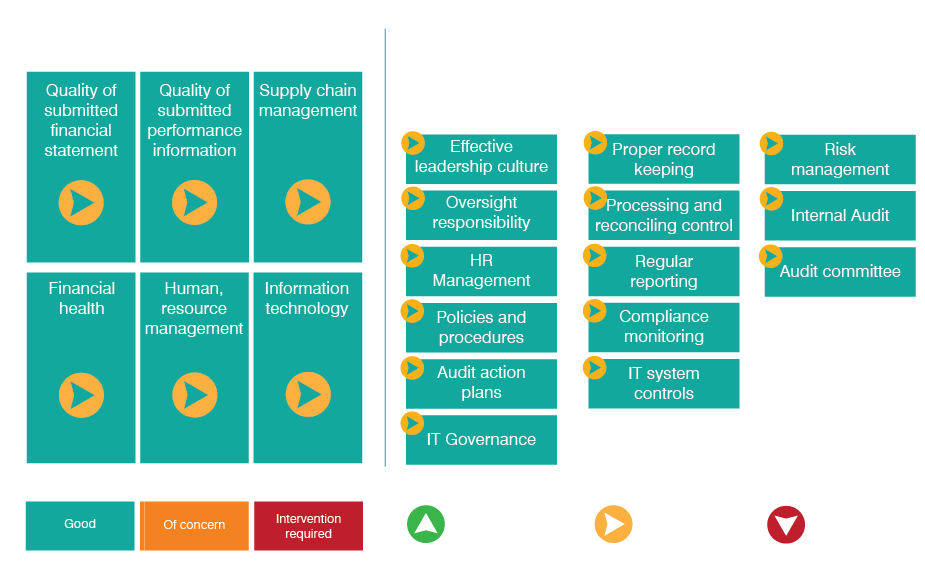 Quality of
submitted
financial
statement
Quality of
submitted
performance
information
Supply chain
management
Financial
health
Human,
resource
management
Information
technology
Effective
leadership culture
Oversight
responsibility
HR
Management
Policies and
procedures
Audit action
plans
IT Governance
Proper record
keeping
Processing and
reconciling control
Regular
reporting
Compliance
monitoring
IT system
controls
Risk
management
Internal Audit
Audit committee
Good
Of concern
Intervention
required